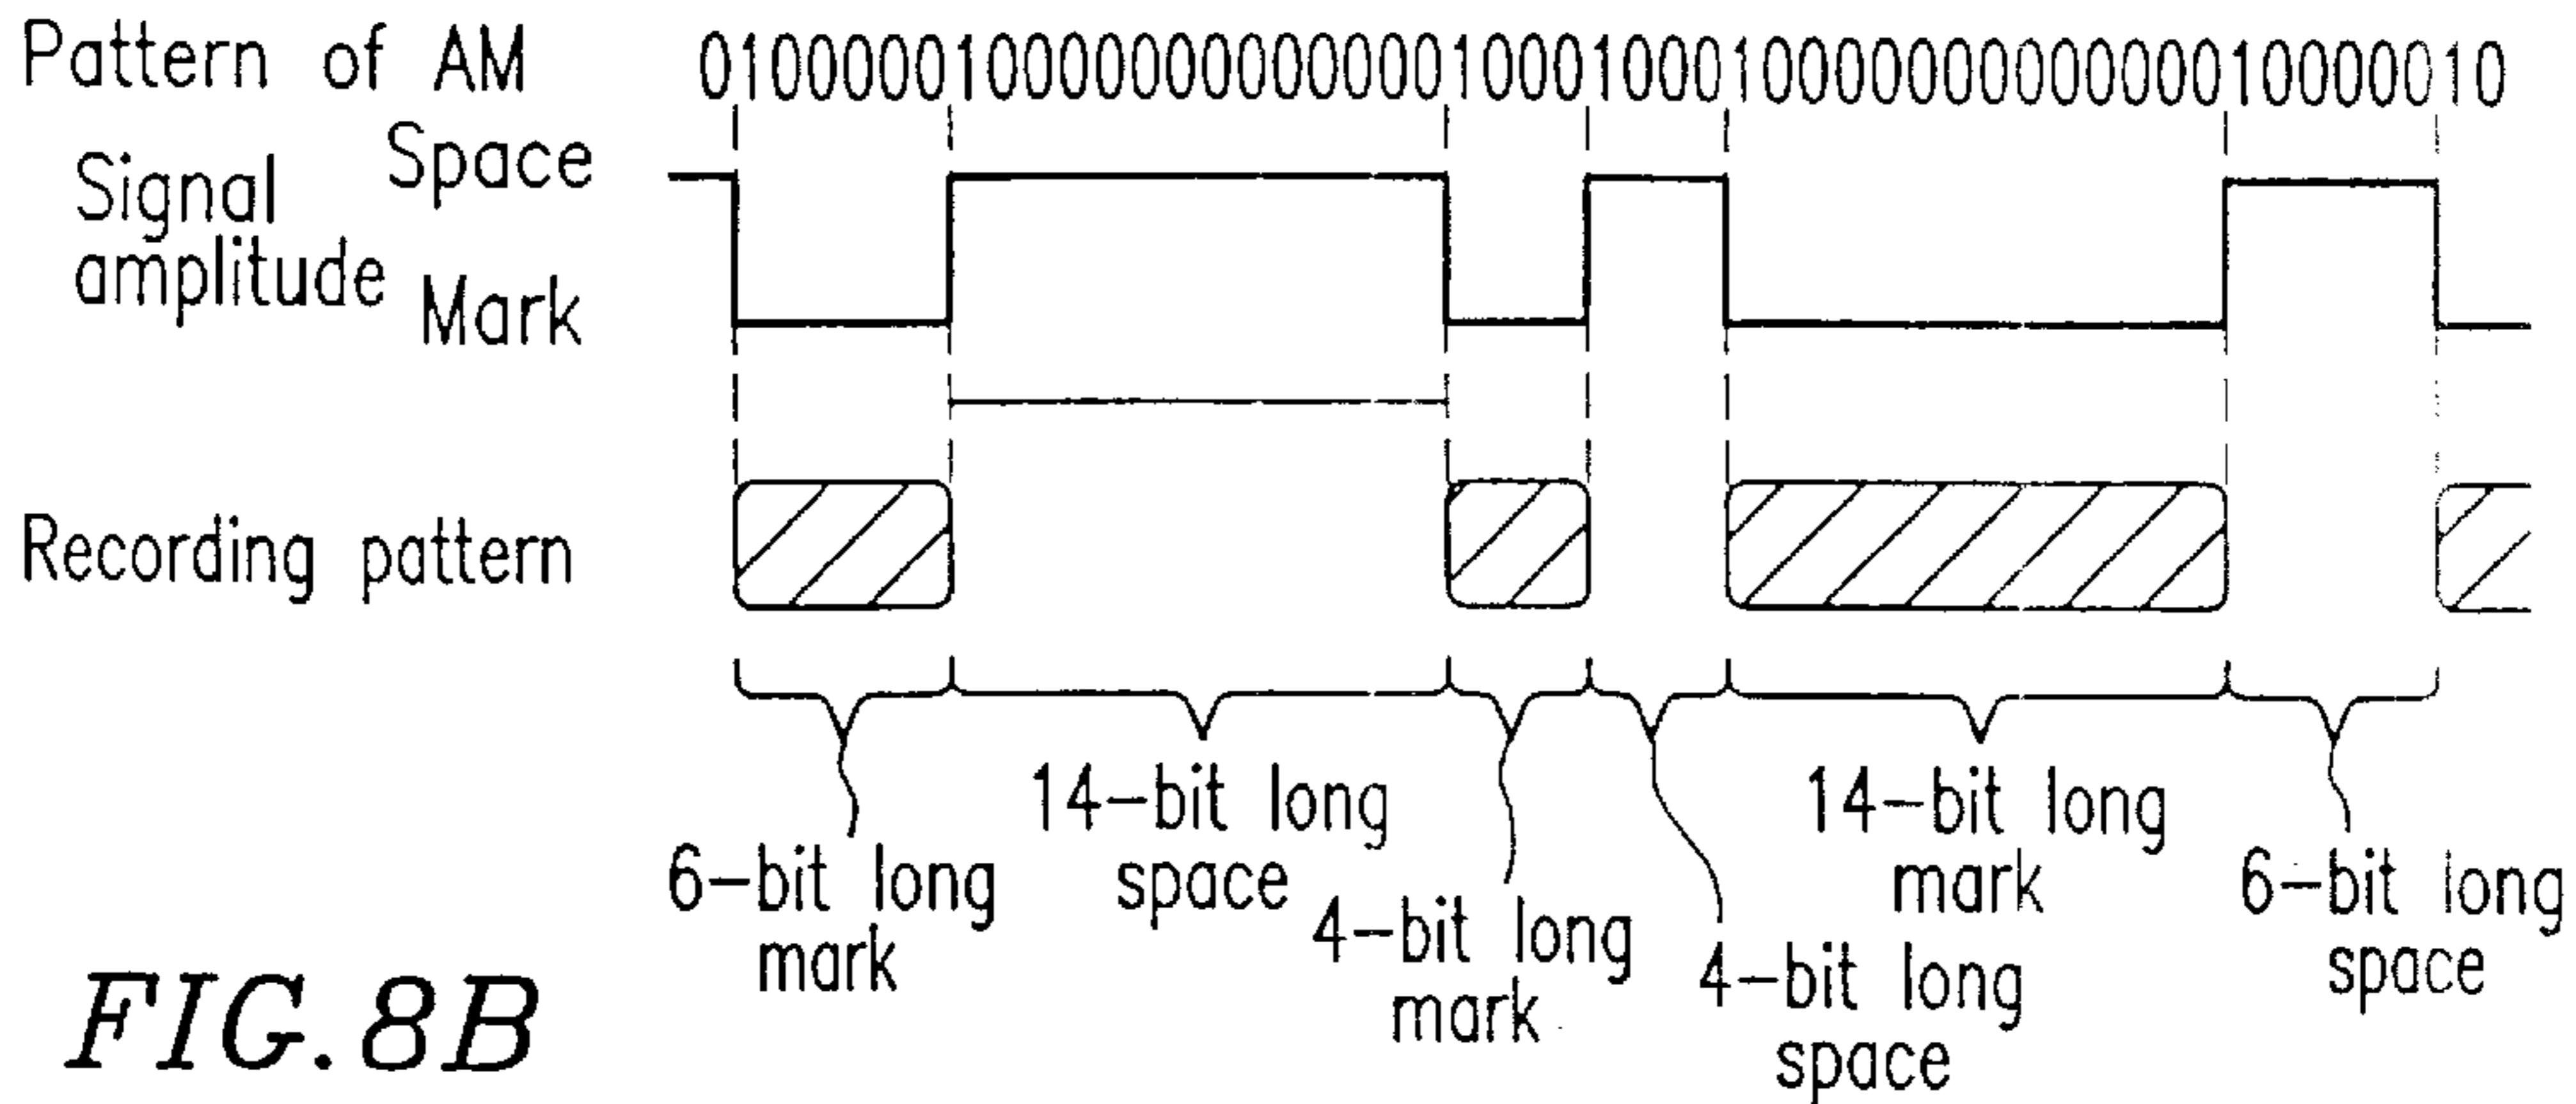 Pattern of AM 010000010000000000000100010001000000000000010000010
Space
Signal
amplitude
Mark
Recording pattern
6-bit long
mark
14-bit long
space
4-bit long
mark
4-bit long
space
14-bit long
mark
6-bit long
space
FIG.8B